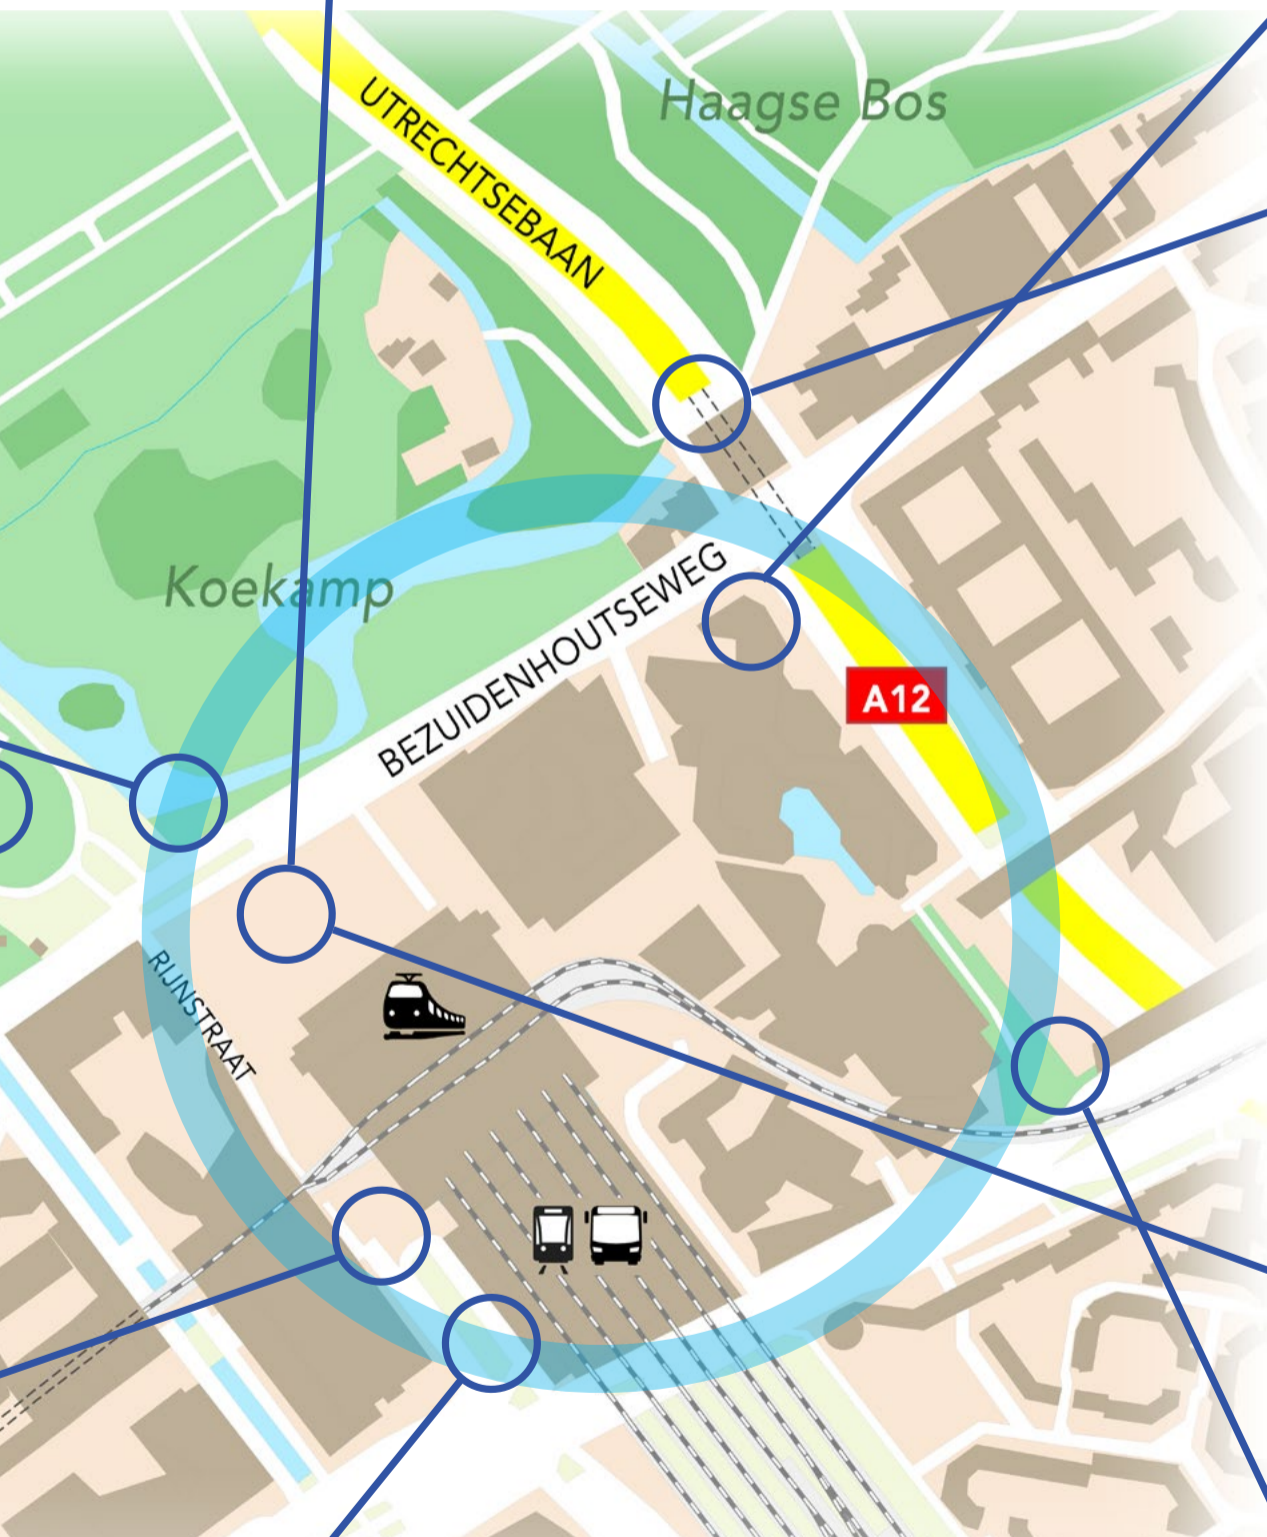 UTRECHTSEBAAN
Haagse Bos
Koekamp
BEZUIDENHOUTSEWEG
A12
RIJNSTRAAT